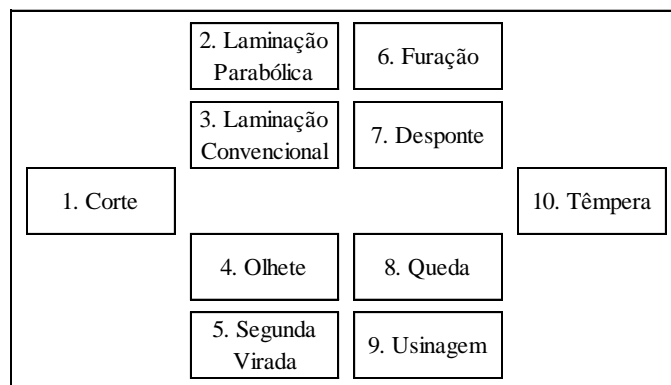 1. Corte
2. Laminação
Parabólica
3. Laminação
Convencional
4. Olhete
5. Segunda
Virada
6. Furação
7. Desponte
8. Queda
9. Usinagem
10. Têmpera